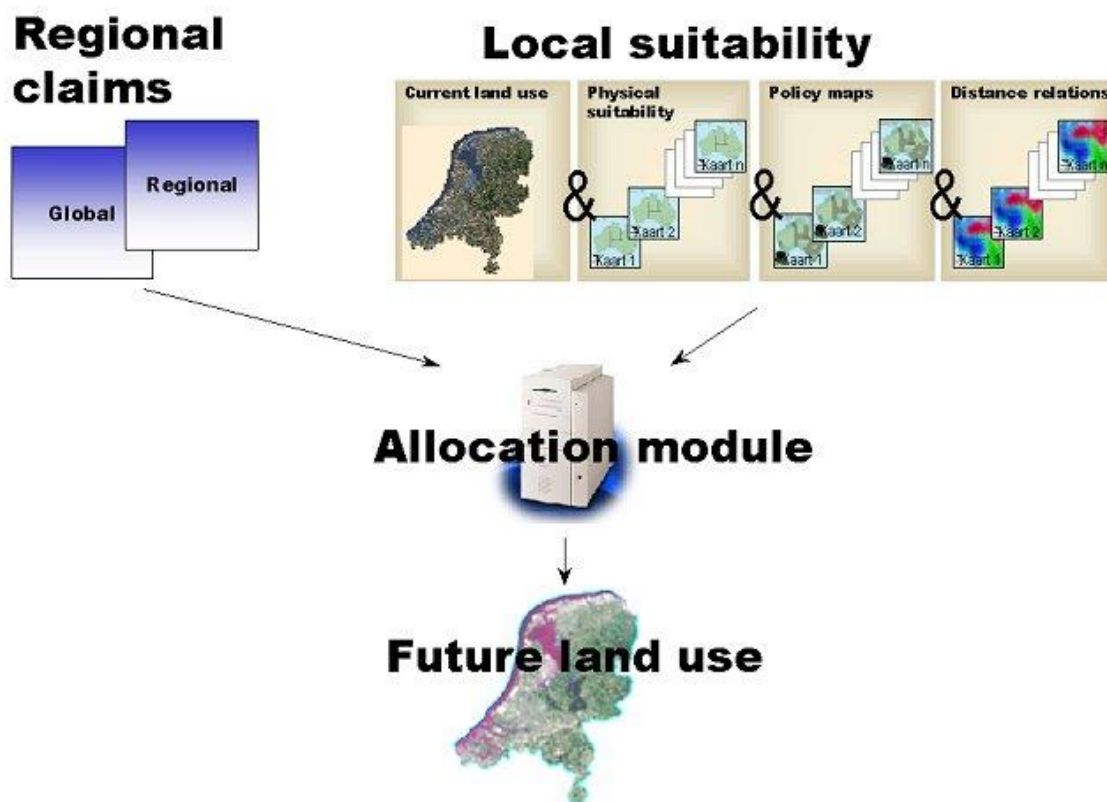 Regional
claims
Global
Regional
Local suitability
Current land use
Physical
suitability
Kaart 1
Kaart 2
Kaart n
&
Policy maps
Kaart 1
Kaart 2
Kaart n
&
Distance relations
Kaart 1
Kaart 2
Kaart n
&
Allocation module
Future land use